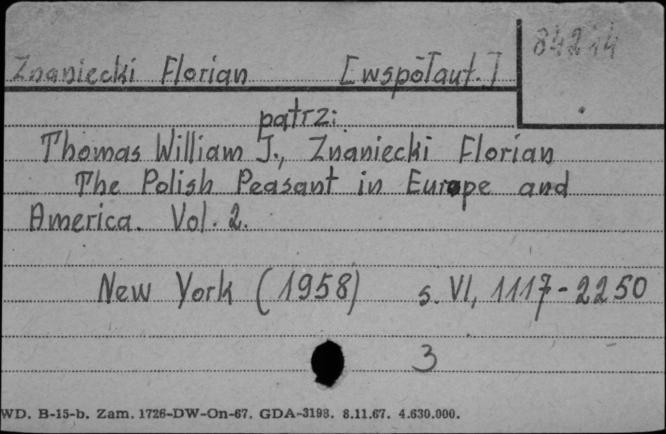 84214
Znaniecki Florian [współaut.]
patrz:
Thomas William J., Znaniecki Florian
The Polish Peasant in Europe and
America. Vol. 2.
New York (1958) s. VI, 1117-2250
3
WD. B-15-b. Zam. 1726-DW-On-67. GDA-3198. 8.11.67. 4.630.000.